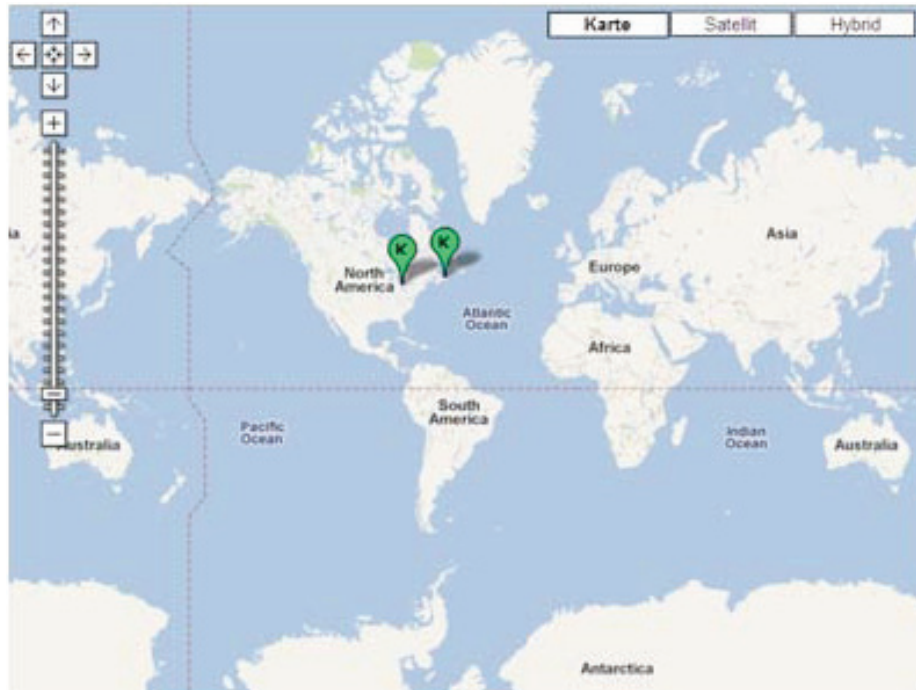 Karte Satellit Hybrid
Asia
North
America
Europe
Atlantic
Ocean
Africa
South
America
Pacific
Ocean
Indian
Ocean
Australia
Australia
Antarctica
K
K